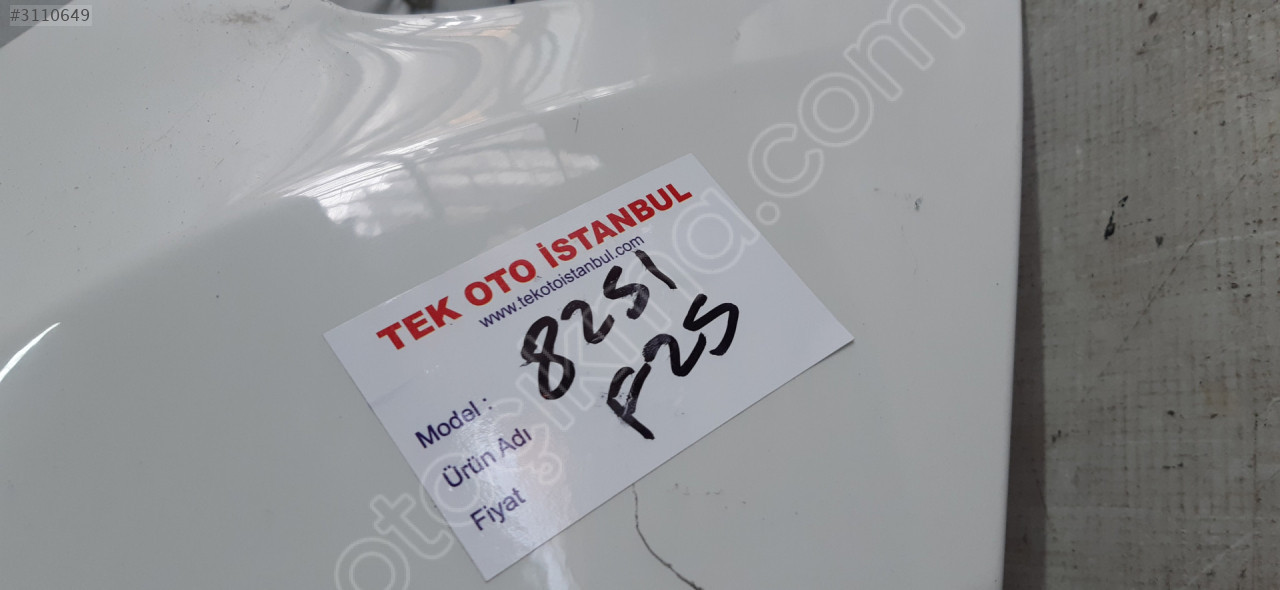 #3110649
TEK OTO İSTANBUL
www.tekotoistanbul.com
Model : 8251
Ürün Adı F25
Fiyat
otoçıkma.com